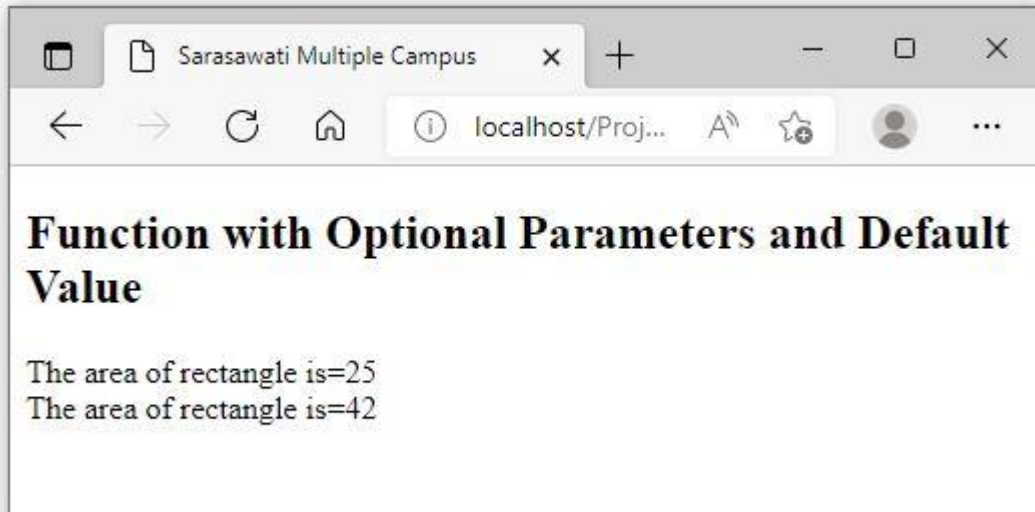 Sarasawati Multiple Campus
localhost/Proj...
Function with Optional Parameters and Default
Value
The area of rectangle is=25
The area of rectangle is=42